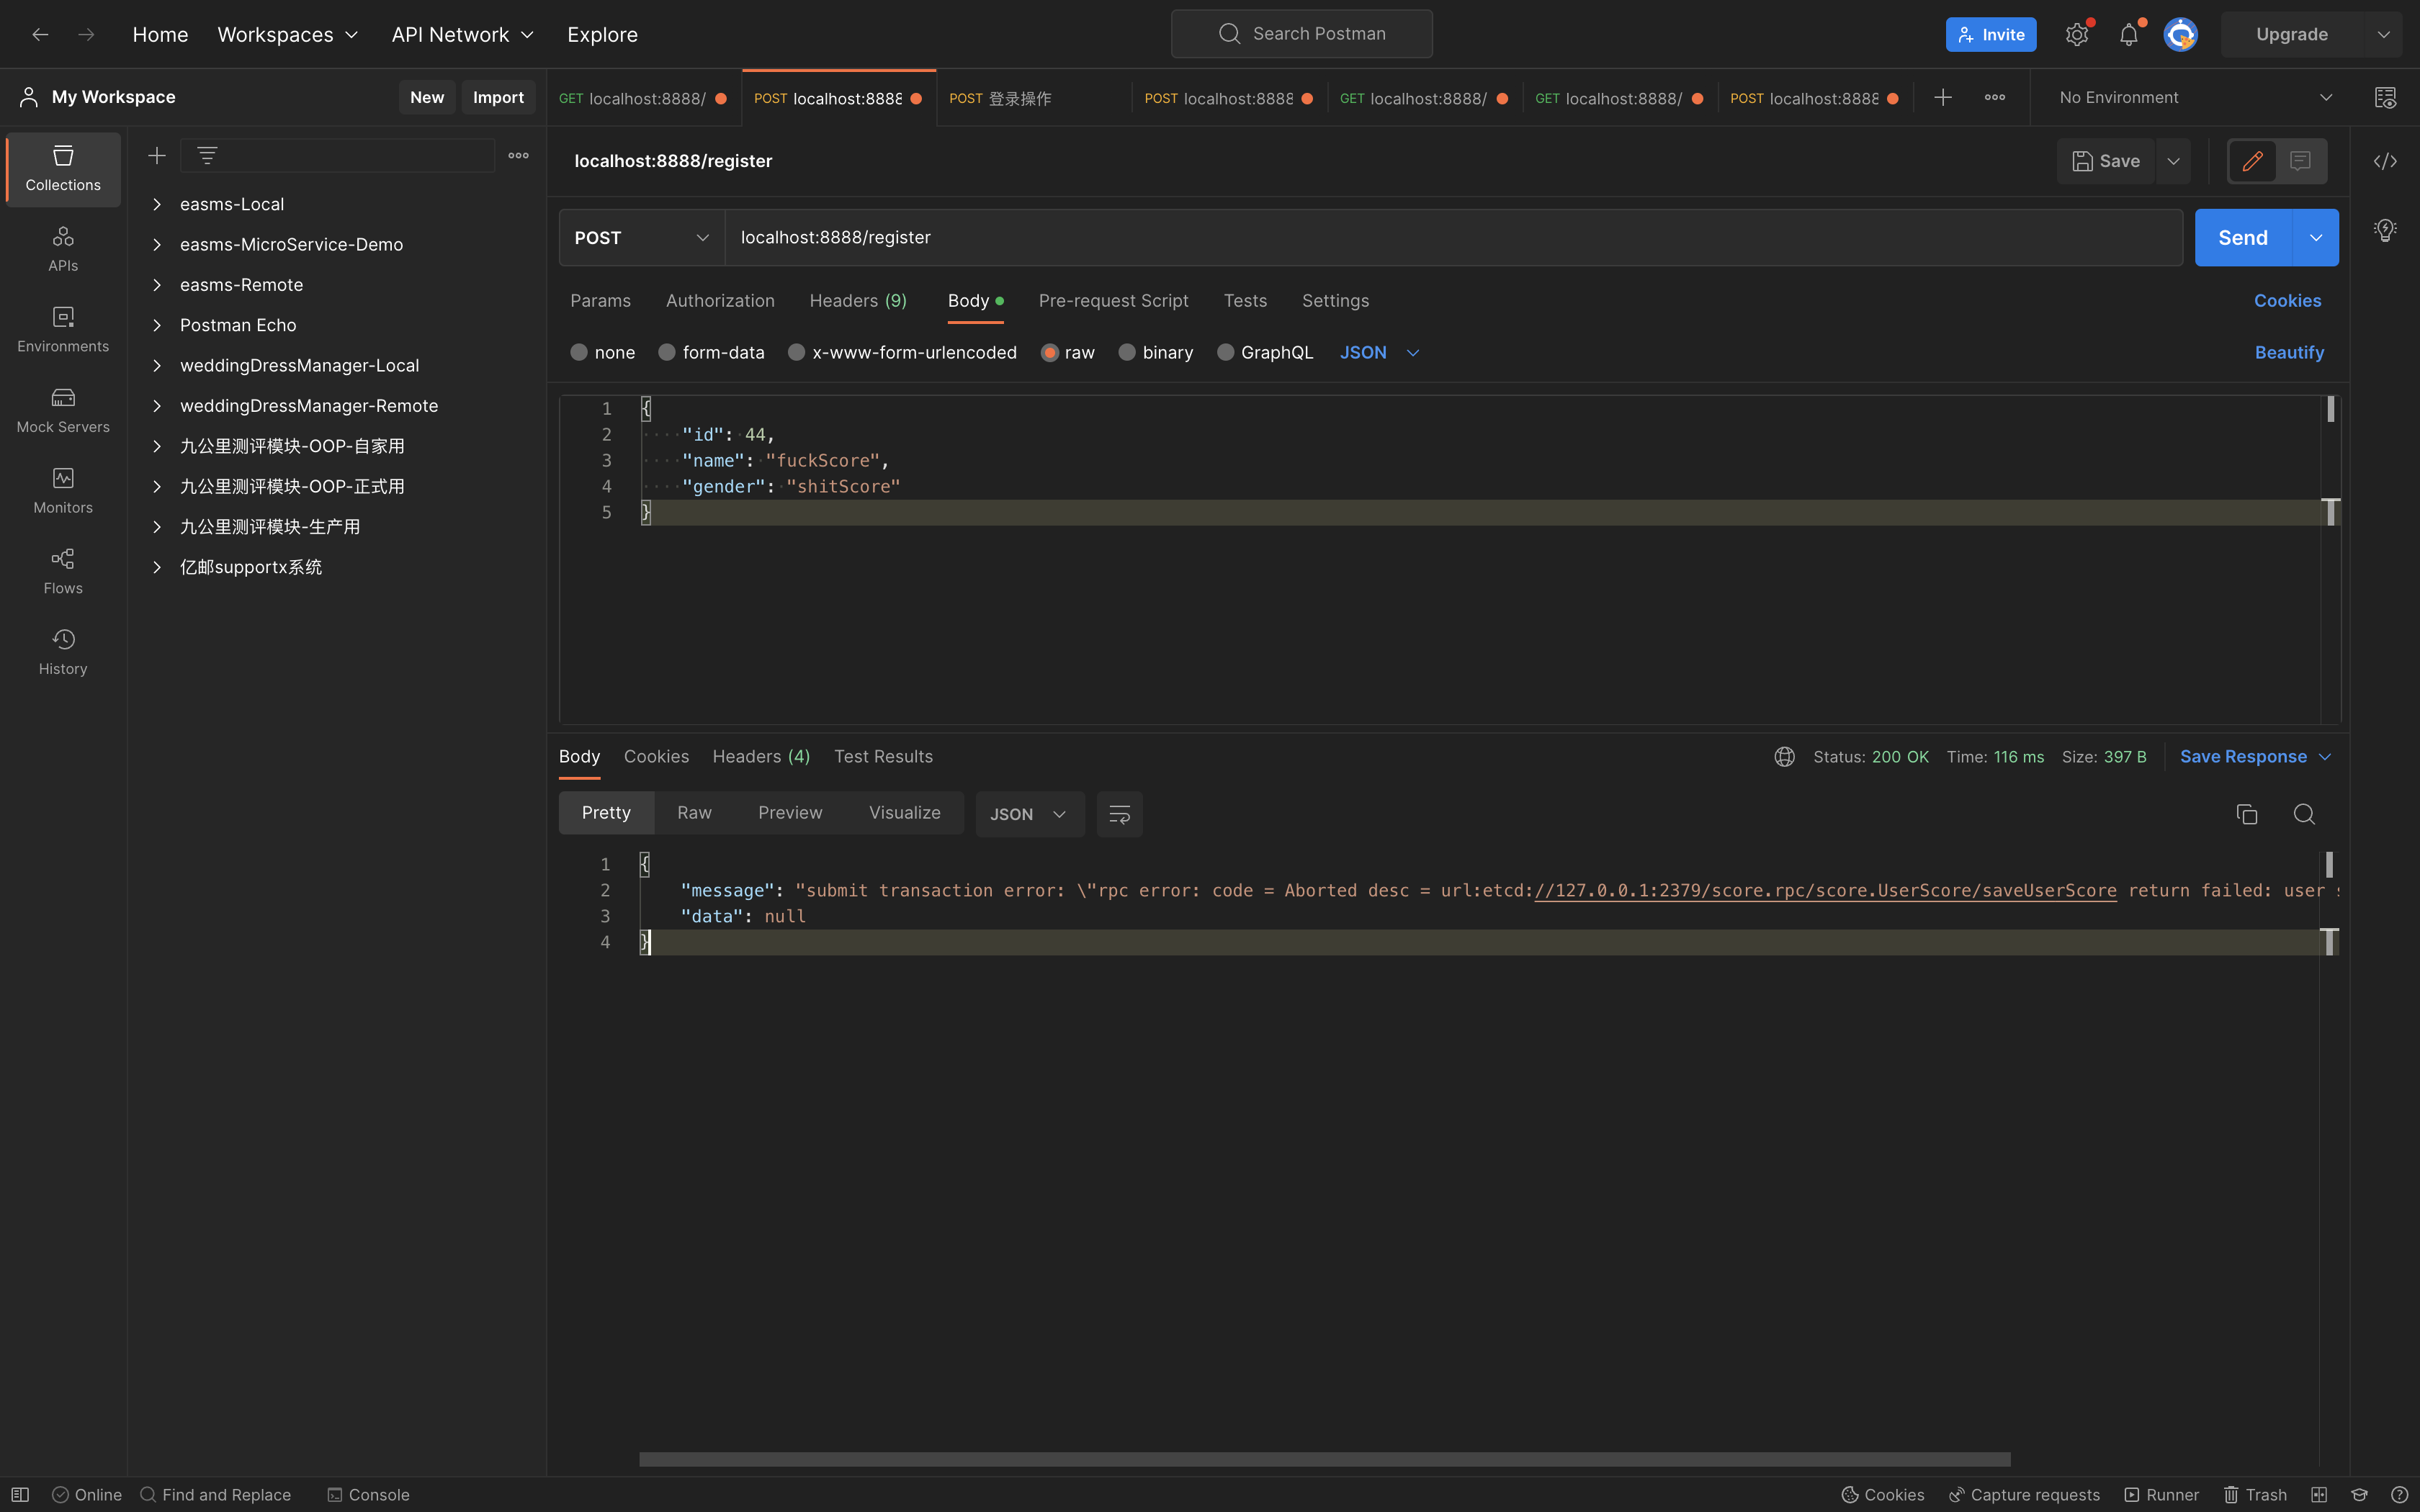 Home Workspaces API Network Explore Search Postman Invite Upgrade
My Workspace New Import
GET localhost:8888/ POST localhost:8888 POST 登录操作 POST localhost:8888 GET localhost:8888/ GET localhost:8888/ POST localhost:8888 No Environment
Collections
APIs
Environments
Mock Servers
Monitors
Flows
History
easms-Local
easms-MicroService-Demo
easms-Remote
Postman Echo
weddingDressManager-Local
weddingDressManager-Remote
九公里测评模块-OOP-自家用
九公里测评模块-OOP-正式用
九公里测评模块-生产用
亿邮supportx系统
localhost:8888/register Save
POST localhost:8888/register Send
Params Authorization Headers (9) Body Pre-request Script Tests Settings Cookies
none form-data x-www-form-urlencoded raw binary GraphQL JSON Beautify
1 {
2 "id": 44,
3 "name": "fuckScore",
4 "gender": "shitScore"
5 }
Body Cookies Headers (4) Test Results Status: 200 OK Time: 116 ms Size: 397 B Save Response
Pretty Raw Preview Visualize JSON
1 {
2 "message": "submit transaction error: \"rpc error: code = Aborted desc = url:etcd://127.0.0.1:2379/score.rpc/score.UserScore/saveUserScore return failed: user
3 "data": null
4 }
Online Find and Replace Console Cookies Capture requests Runner Trash